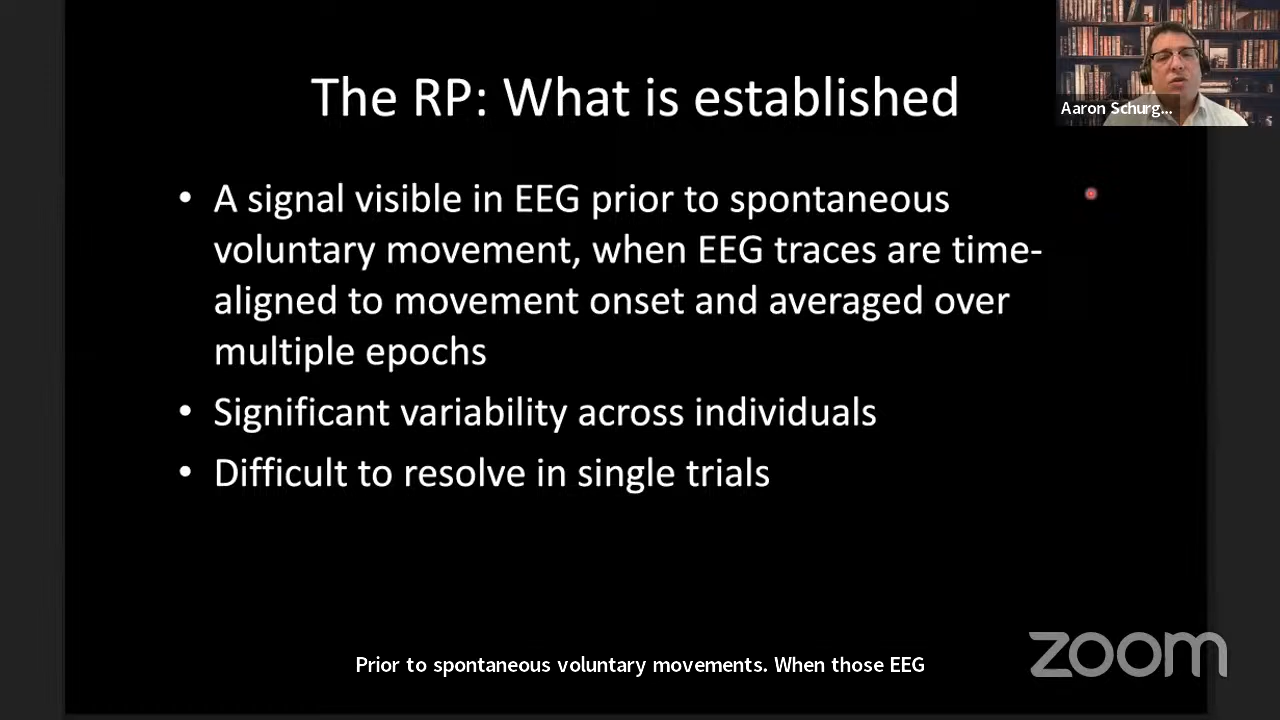 The RP: What is established
Aaron Schurg...
• A signal visible in EEG prior to spontaneous
voluntary movement, when EEG traces are time-
aligned to movement onset and averaged over
multiple epochs
• Significant variability across individuals
• Difficult to resolve in single trials
Prior to spontaneous voluntary movements. When those EEG
zoom